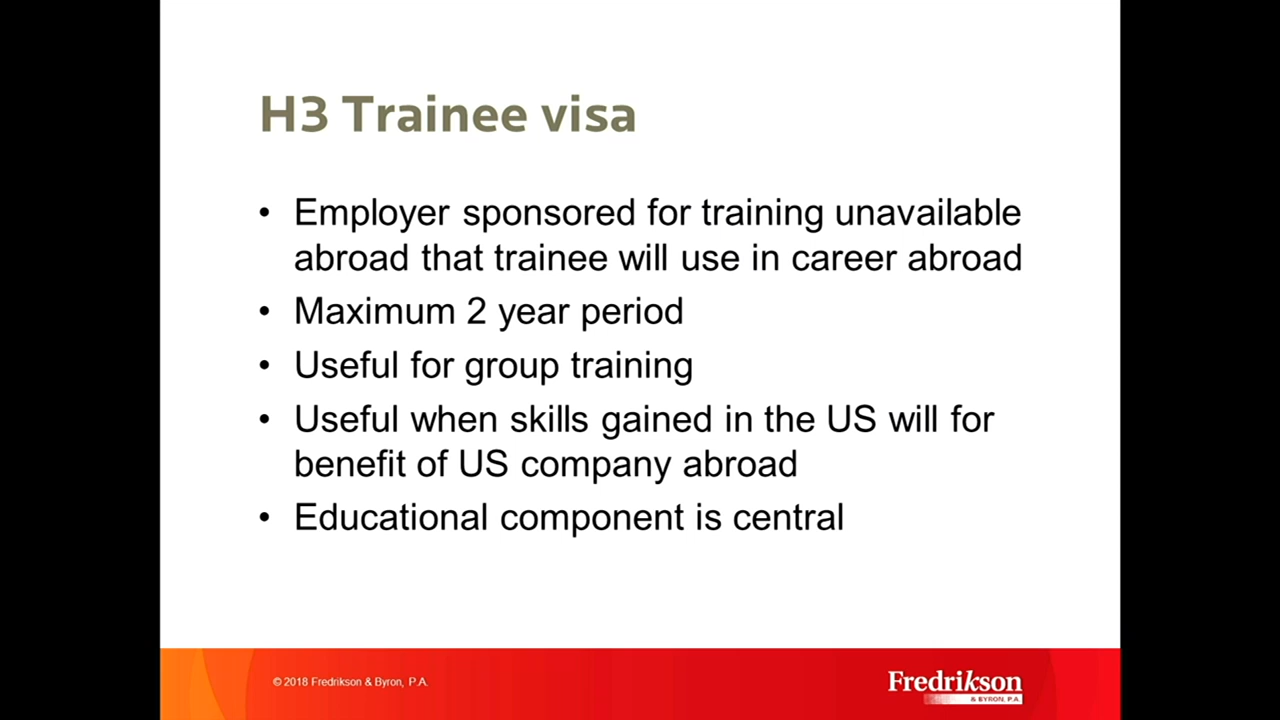 H3 Trainee visa
• Employer sponsored for training unavailable
abroad that trainee will use in career abroad
• Maximum 2 year period
• Useful for group training
• Useful when skills gained in the US will for
benefit of US company abroad
• Educational component is central
© 2018 Fredrikson & Byron, P.A.
Fredrikson
& BYRON, P.A.